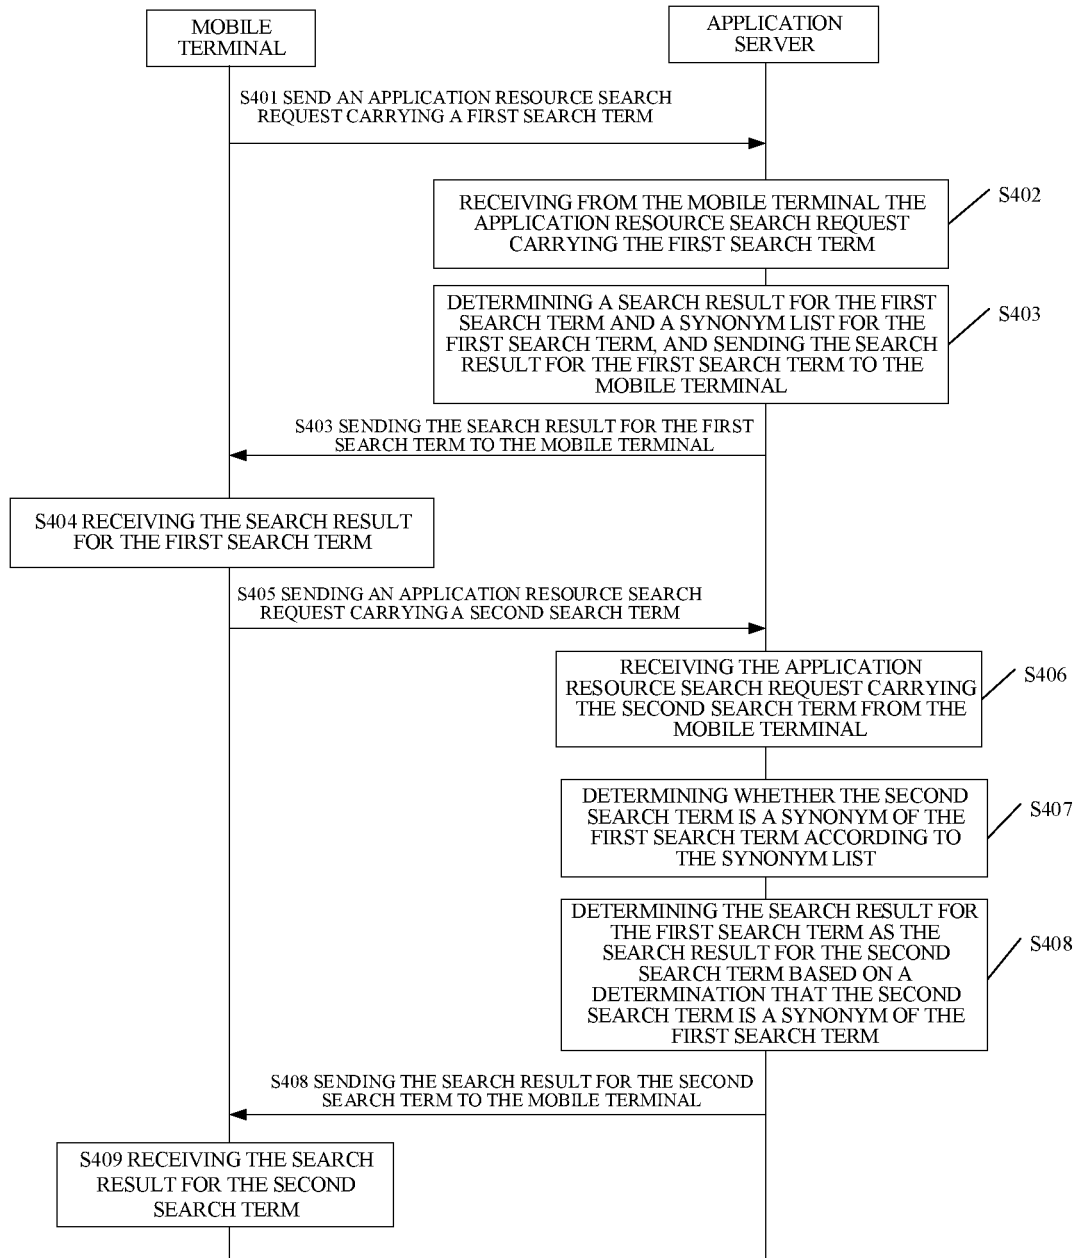 MOBILE
TERMINAL
APPLICATION
SERVER
S401 SEND AN APPLICATION RESOURCE SEARCH
REQUEST CARRYING A FIRST SEARCH TERM
RECEIVING FROM THE MOBILE TERMINAL THE
APPLICATION RESOURCE SEARCH REQUEST
CARRYING THE FIRST SEARCH TERM
S402
DETERMINING A SEARCH RESULT FOR THE FIRST
SEARCH TERM AND A SYNONYM LIST FOR THE
FIRST SEARCH TERM, AND SENDING THE SEARCH
RESULT FOR THE FIRST SEARCH TERM TO THE
MOBILE TERMINAL
S403
S403 SENDING THE SEARCH RESULT FOR THE FIRST
SEARCH TERM TO THE MOBILE TERMINAL
S404 RECEIVING THE SEARCH RESULT
FOR THE FIRST SEARCH TERM
S405 SENDING AN APPLICATION RESOURCE SEARCH
REQUEST CARRYING A SECOND SEARCH TERM
RECEIVING THE APPLICATION
RESOURCE SEARCH REQUEST CARRYING
THE SECOND SEARCH TERM FROM THE
MOBILE TERMINAL
S406
DETERMINING WHETHER THE SECOND
SEARCH TERM IS A SYNONYM OF THE
FIRST SEARCH TERM ACCORDING TO
THE SYNONYM LIST
S407
DETERMINING THE SEARCH RESULT FOR
THE FIRST SEARCH TERM AS THE
SEARCH RESULT FOR THE SECOND
SEARCH TERM BASED ON A
DETERMINATION THAT THE SECOND
SEARCH TERM IS A SYNONYM OF THE
FIRST SEARCH TERM
S408
S408 SENDING THE SEARCH RESULT FOR THE SECOND
SEARCH TERM TO THE MOBILE TERMINAL
S409 RECEIVING THE SEARCH
RESULT FOR THE SECOND
SEARCH TERM